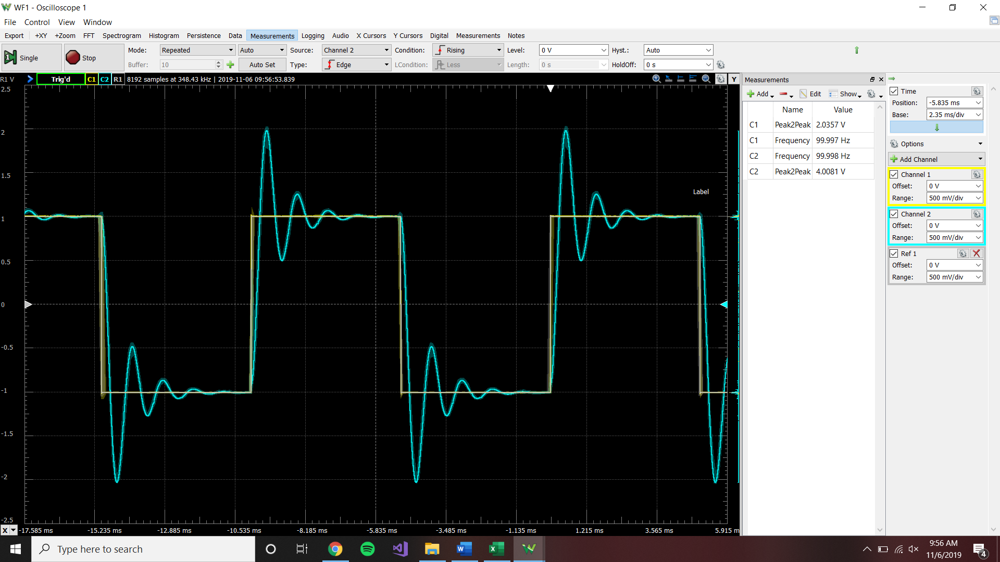 WF1 - Oscilloscope 1
File Control View Window
Export +XY +Zoom FFT Spectrogram Histogram Persistence Data Measurements Logging Audio X Cursors Y Cursors Digital Measurements Notes
Single Stop Mode: Repeated Auto Source: Channel 2 Condition: Rising Level: 0 V Hyst.: Auto
Buffer: 10 Auto Set Type: Edge LCondition: Less Length: 0 s HoldOff: 0 s
R1 V Trig'd C1 C2 R1 8192 samples at 348.43 kHz | 2019-11-06 09:56:53.839 Y
2.5
2
1.5
1
0.5
0
-0.5
-1
-1.5
-2
-2.5
Label
X -17.585 ms -15.235 ms -12.885 ms -10.535 ms -8.185 ms -5.835 ms -3.485 ms -1.135 ms 1.215 ms 3.565 ms 5.915 m
Measurements
Add Edit Show
Name Value
C1 Peak2Peak 2.0357 V
C1 Frequency 99.997 Hz
C2 Frequency 99.998 Hz
C2 Peak2Peak 4.0081 V
Time
Position: -5.835 ms
Base: 2.35 ms/div
Options
Add Channel
Channel 1
Offset: 0 V
Range: 500 mV/div
Channel 2
Offset: 0 V
Range: 500 mV/div
Ref 1
Offset: 0 V
Range: 500 mV/div
Type here to search
9:56 AM
11/6/2019
4